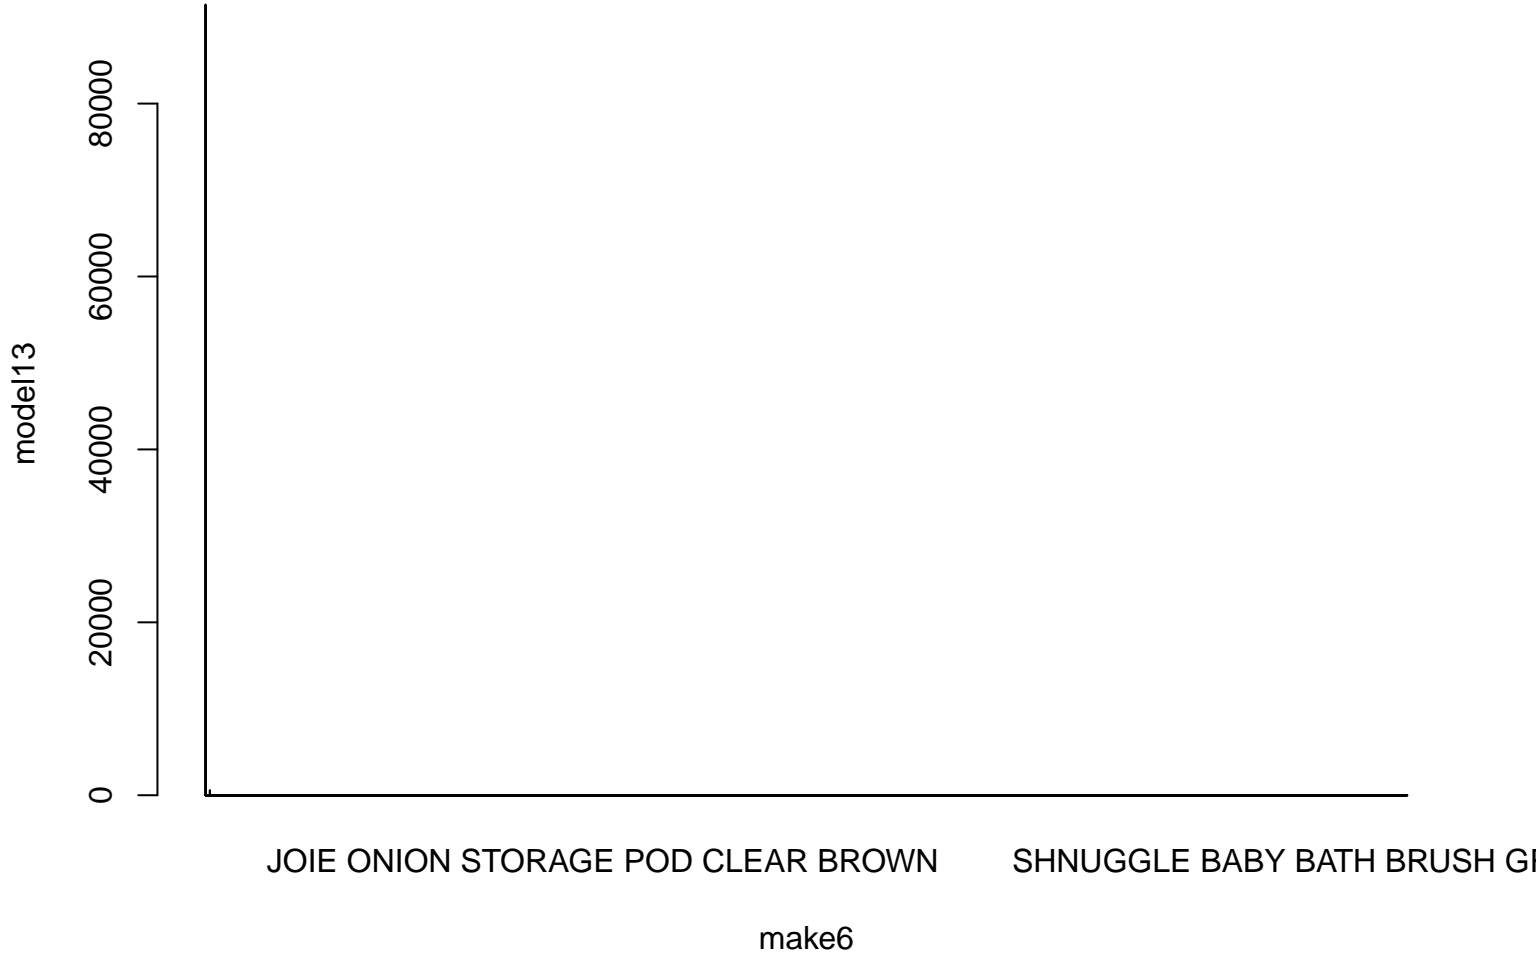 80000
60000
model13
40000
20000
0
JOIE ONION STORAGE POD CLEAR BROWN
SHNUGGLE BABY BATH BRUSH
make6